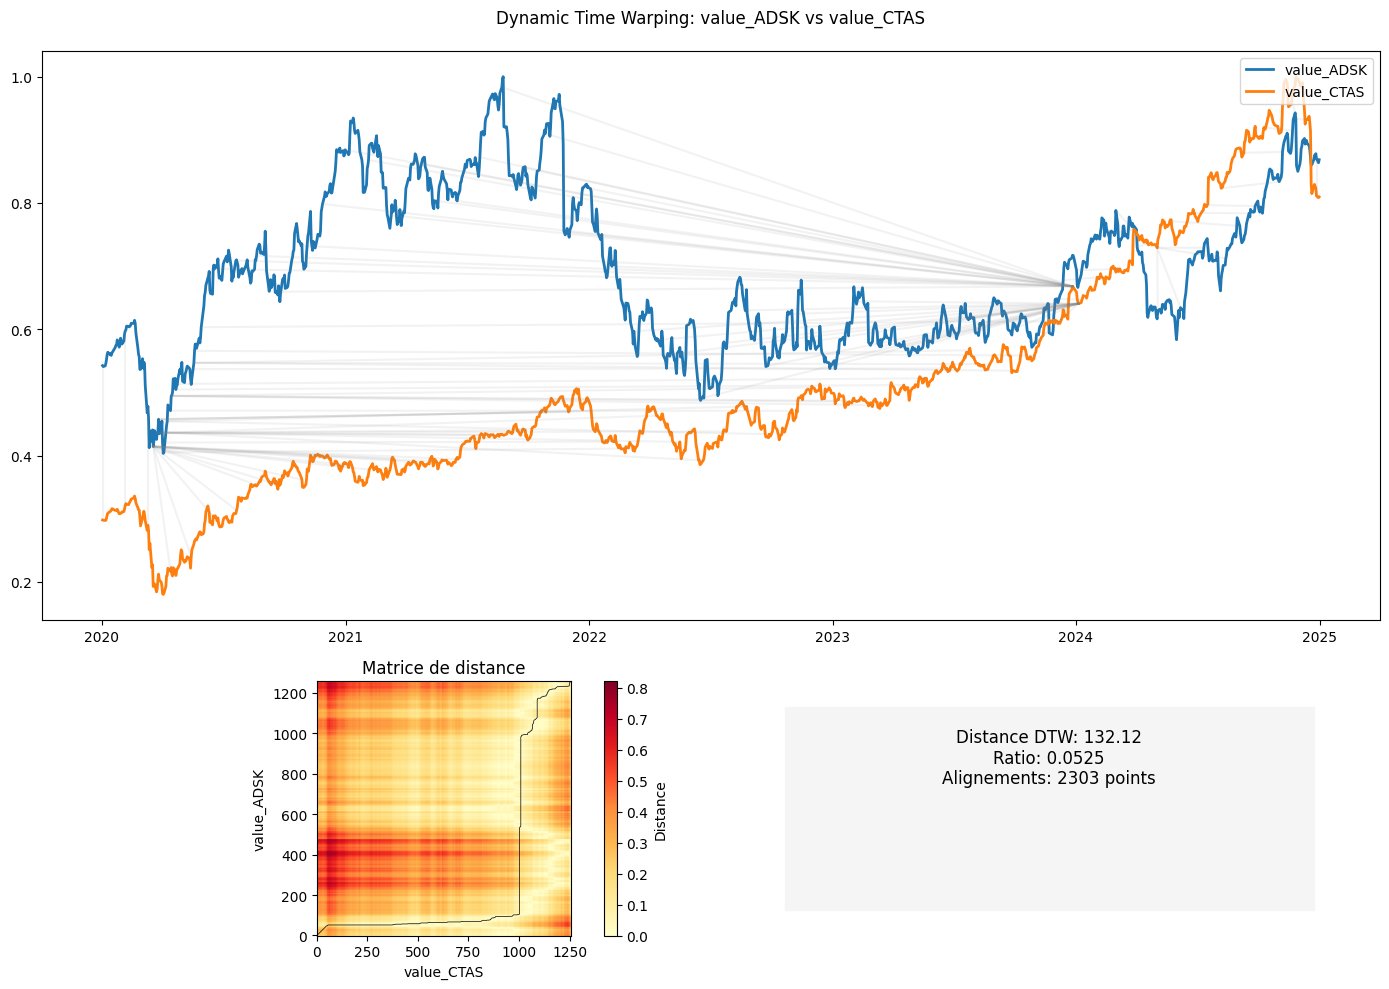 Dynamic Time Warping: value_ADSK vs value_CTAS
value_ADSK
value_CTAS
1.0
0.8
0.6
0.4
0.2
2020 2021 2022 2023 2024 2025
Matrice de distance
value_ADSK
1200
1000
800
600
400
200
0
0 250 500 750 1000 1250
value_CTAS
0.8
0.7
0.6
0.5
0.4
0.3
0.2
0.1
0.0
Distance
Distance DTW: 132.12
Ratio: 0.0525
Alignements: 2303 points